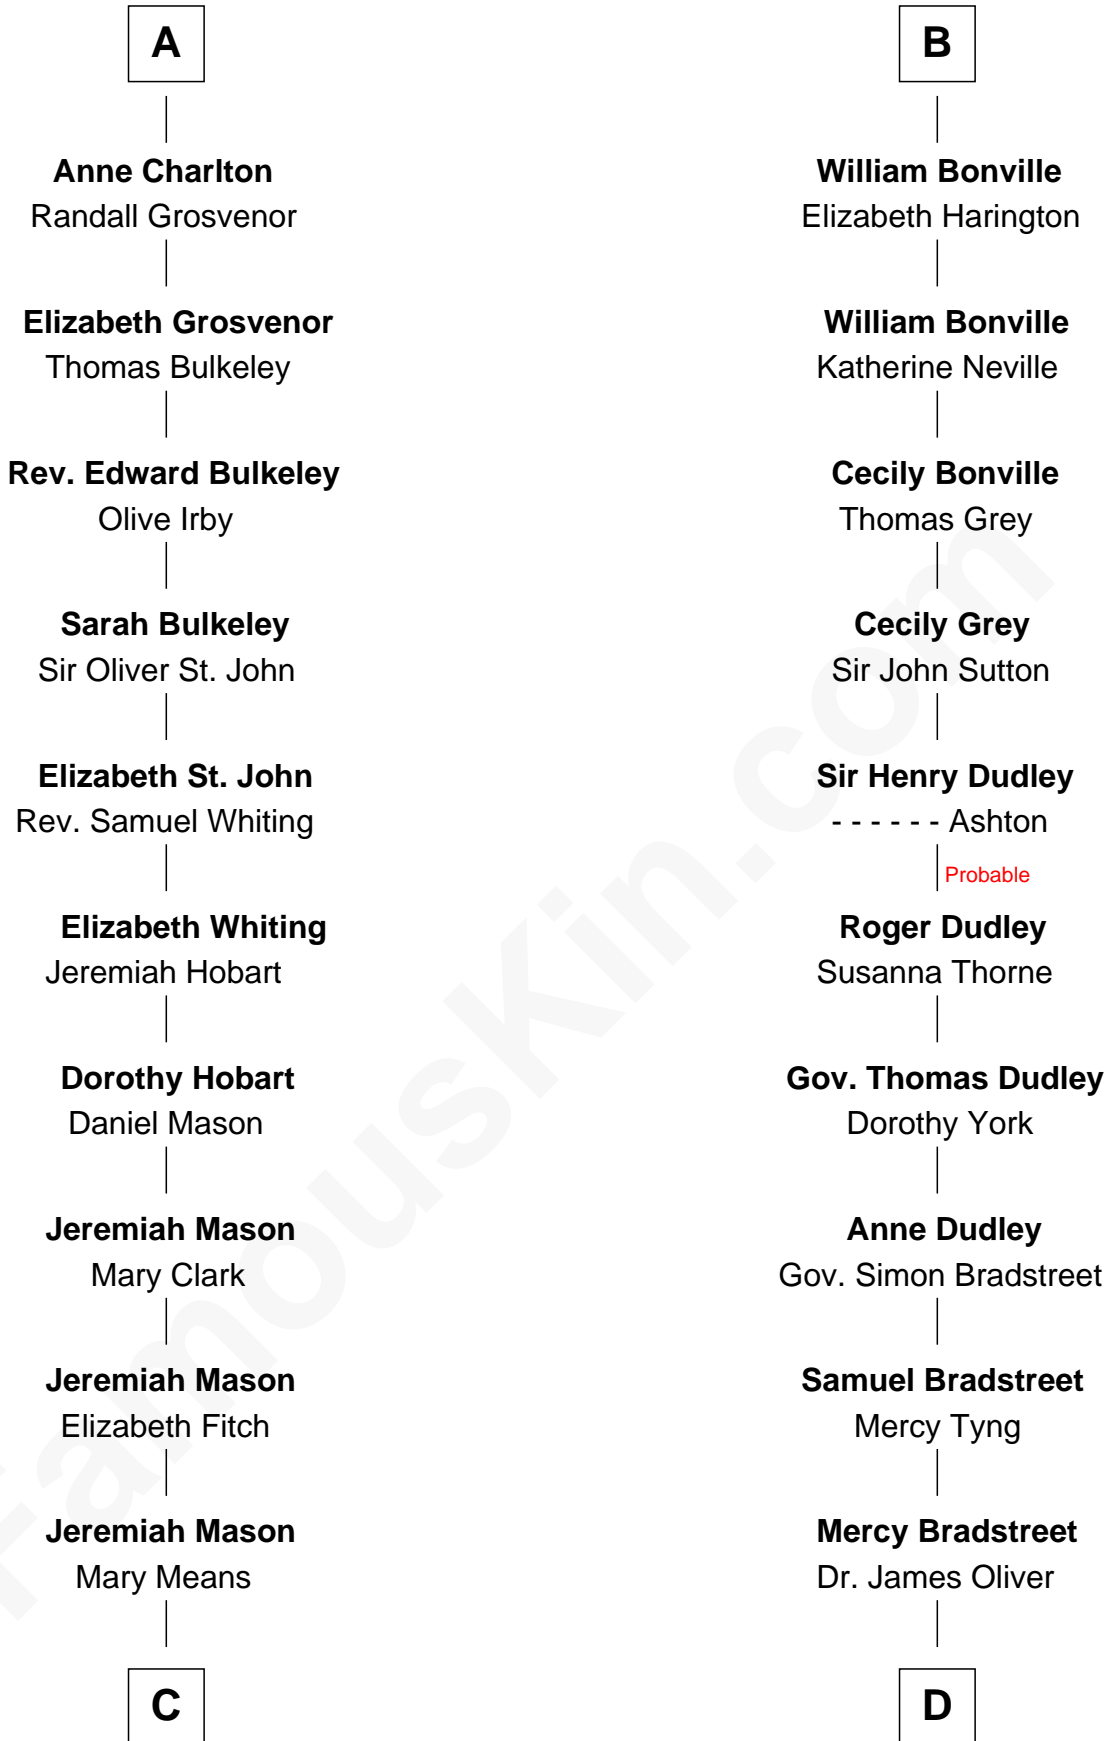 A
Anne Charlton
Randall Grosvenor
Elizabeth Grosvenor
Thomas Bulkeley
Rev. Edward Bulkeley
Olive Irby
Sarah Bulkeley
Sir Oliver St. John
Elizabeth St. John
Rev. Samuel Whiting
Elizabeth Whiting
Jeremiah Hobart
Dorothy Hobart
Daniel Mason
Jeremiah Mason
Mary Clark
Jeremiah Mason
Elizabeth Fitch
Jeremiah Mason
Mary Means
C
B
William Bonville
Elizabeth Harington
William Bonville
Katherine Neville
Cecily Bonville
Thomas Grey
Cecily Grey
Sir John Sutton
Sir Henry Dudley
- - - - - - Ashton
Probable
Roger Dudley
Susanna Thorne
Gov. Thomas Dudley
Dorothy York
Anne Dudley
Gov. Simon Bradstreet
Samuel Bradstreet
Mercy Tyng
Mercy Bradstreet
Dr. James Oliver
D
FamousKin.com